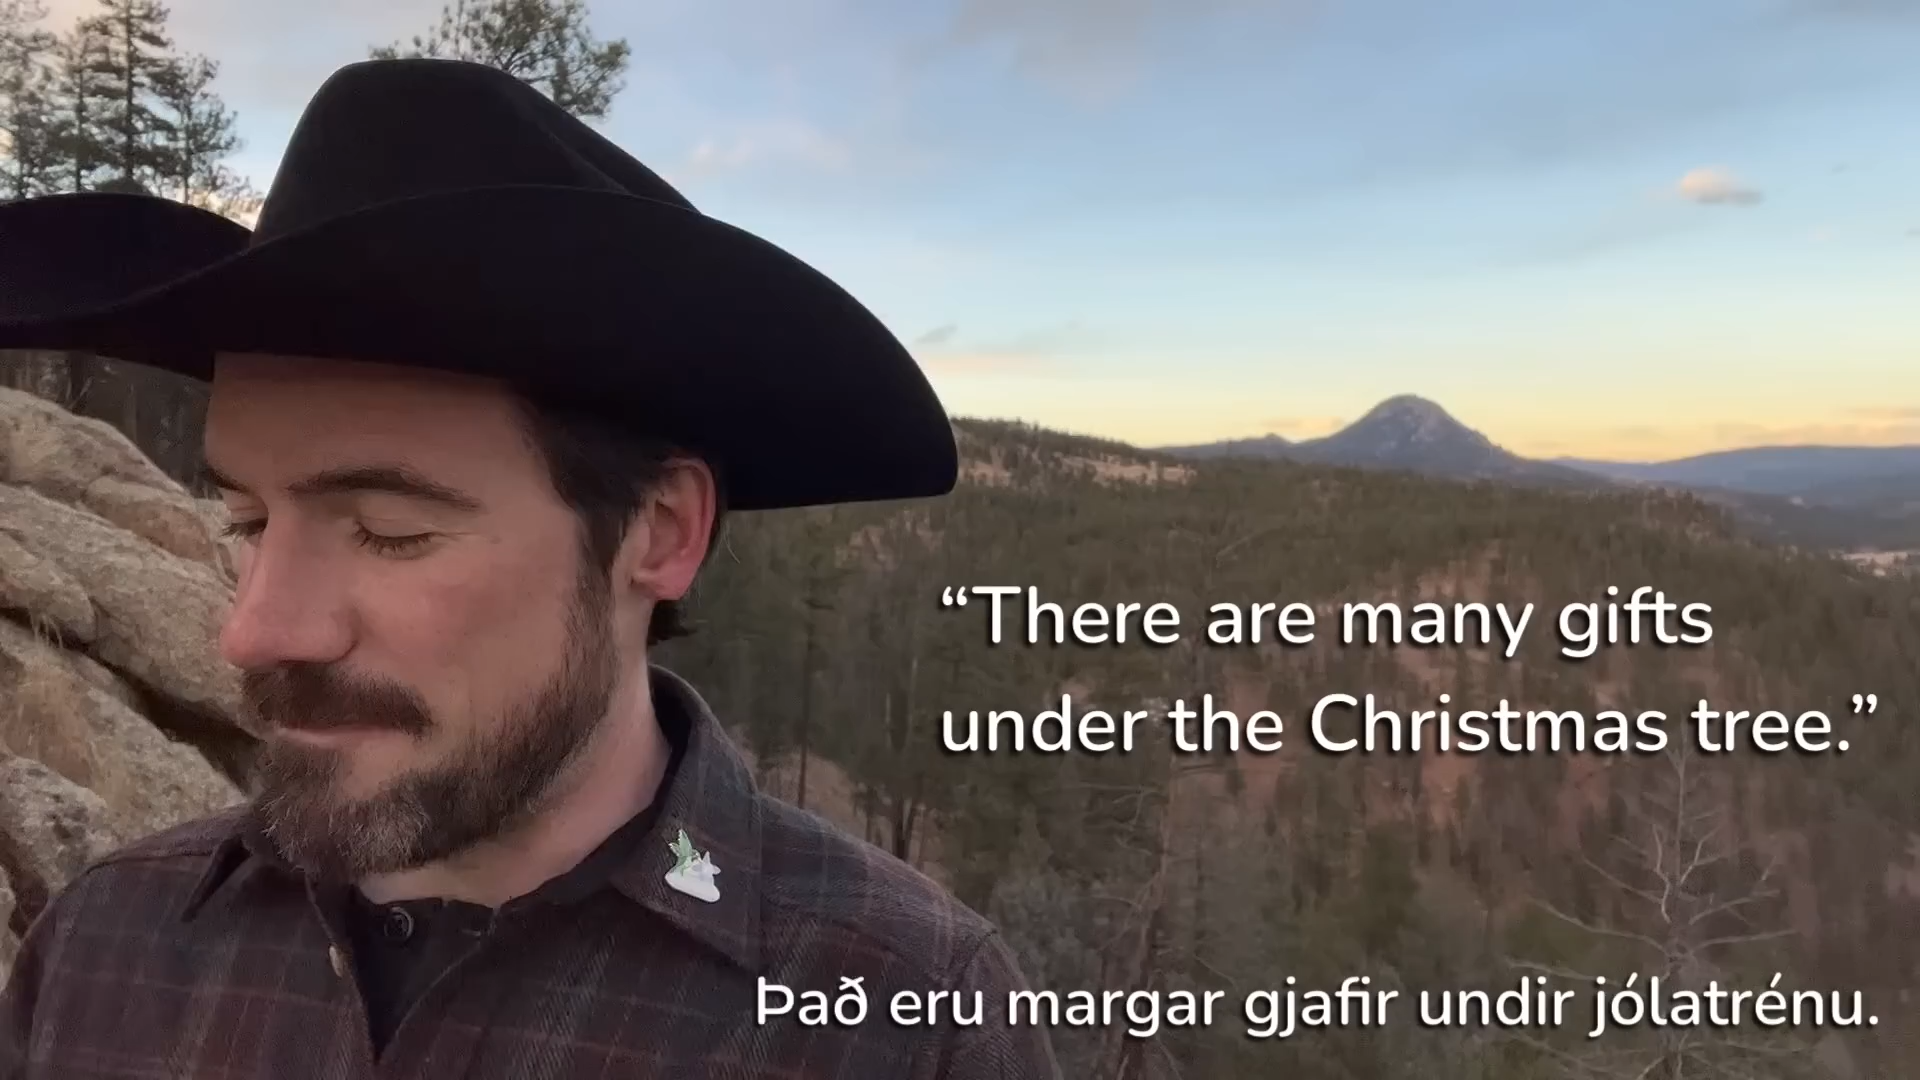 “There are many gifts
under the Christmas tree.”
Það eru margar gjafir undir jólatrénu.